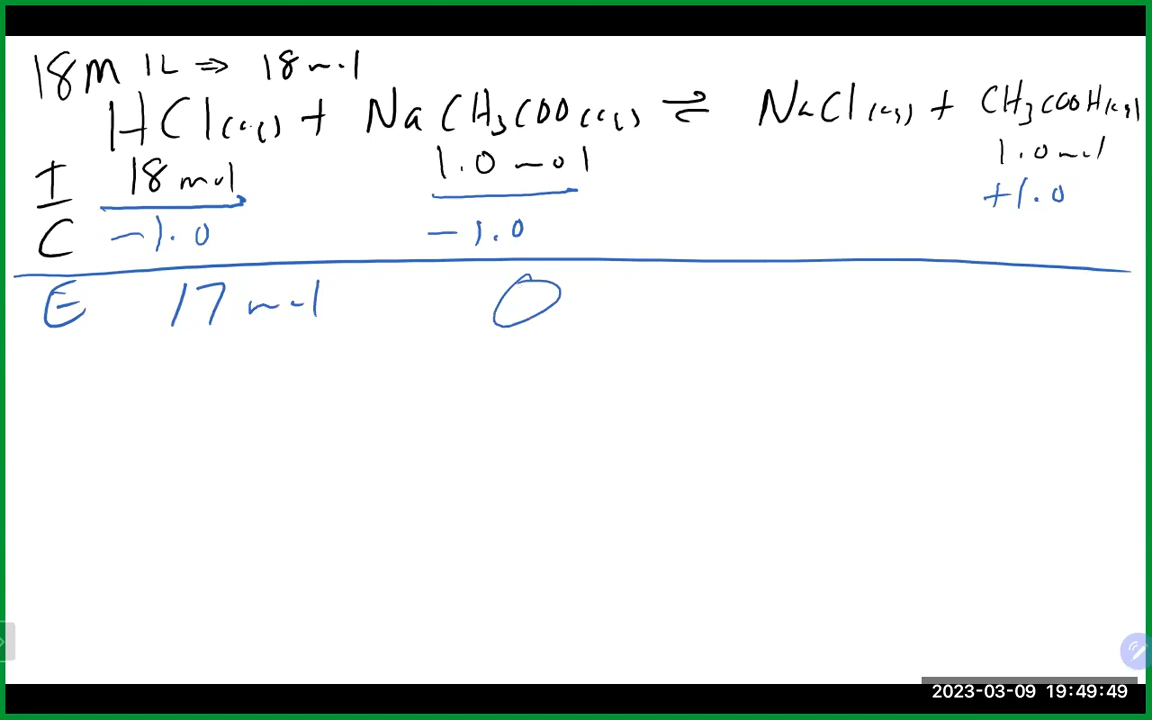 18M 1L ⇒ 18 mol
HCl(aq) + NaCH₃COO(aq) ⇌ NaCl(aq) + CH₃COOH(aq)
I 18 mol 1.0 mol 1.0 mol
C -1.0 -1.0 +1.0
E 17 mol 0
2023-03-09 19:49:49